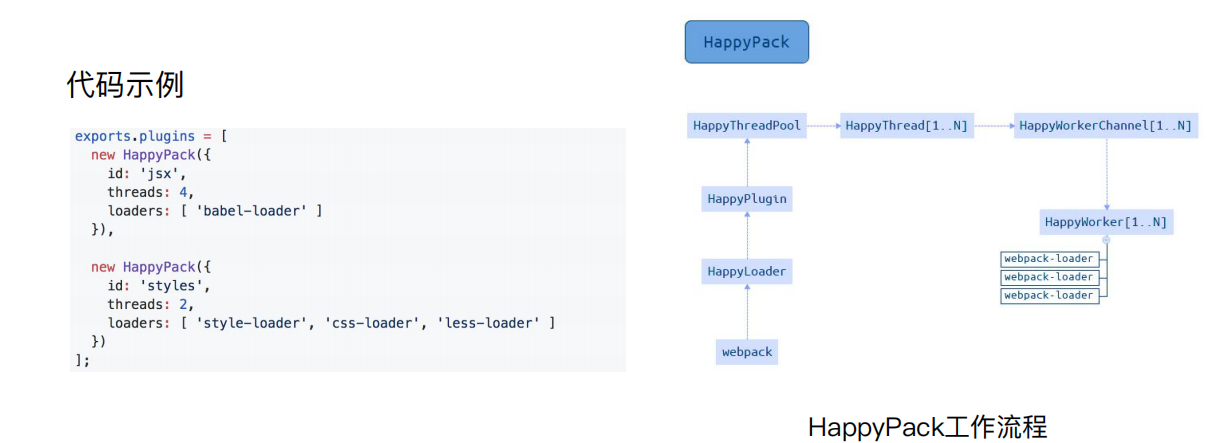 代码示例
exports.plugins = [
  new HappyPack({
    id: 'jsx',
    threads: 4,
    loaders: [ 'babel-loader' ]
  }),

  new HappyPack({
    id: 'styles',
    threads: 2,
    loaders: [ 'style-loader', 'css-loader', 'less-loader' ]
  })
];
HappyPack
HappyThreadPool
HappyThread[1..N]
HappyWorkerChannel[1..N]
HappyPlugin
HappyWorker[1..N]
webpack-loader
webpack-loader
webpack-loader
HappyLoader
webpack
HappyPack工作流程